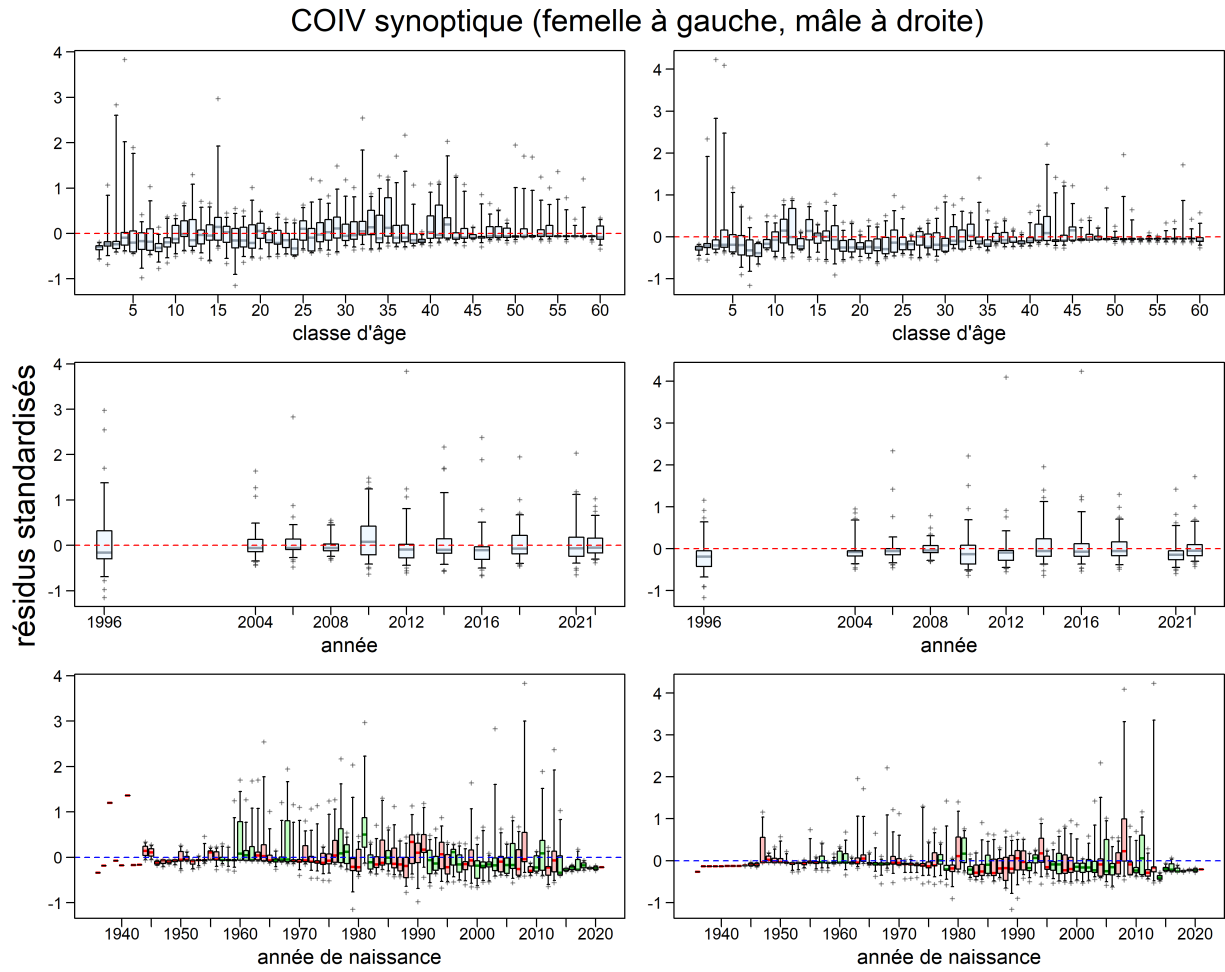 COIV synoptique (femelle à gauche, mâle à droite)
résidus standardisés
4
3
2
1
0
-1
5 10 15 20 25 30 35 40 45 50 55 60
classe d'âge
4
3
2
1
0
-1
5 10 15 20 25 30 35 40 45 50 55 60
classe d'âge
4
3
2
1
0
-1
1996 2004 2008 2012 2016 2021
année
4
3
2
1
0
-1
1996 2004 2008 2012 2016 2021
année
4
3
2
1
0
-1
1940 1950 1960 1970 1980 1990 2000 2010 2020
année de naissance
4
3
2
1
0
-1
1940 1950 1960 1970 1980 1990 2000 2010 2020
année de naissance